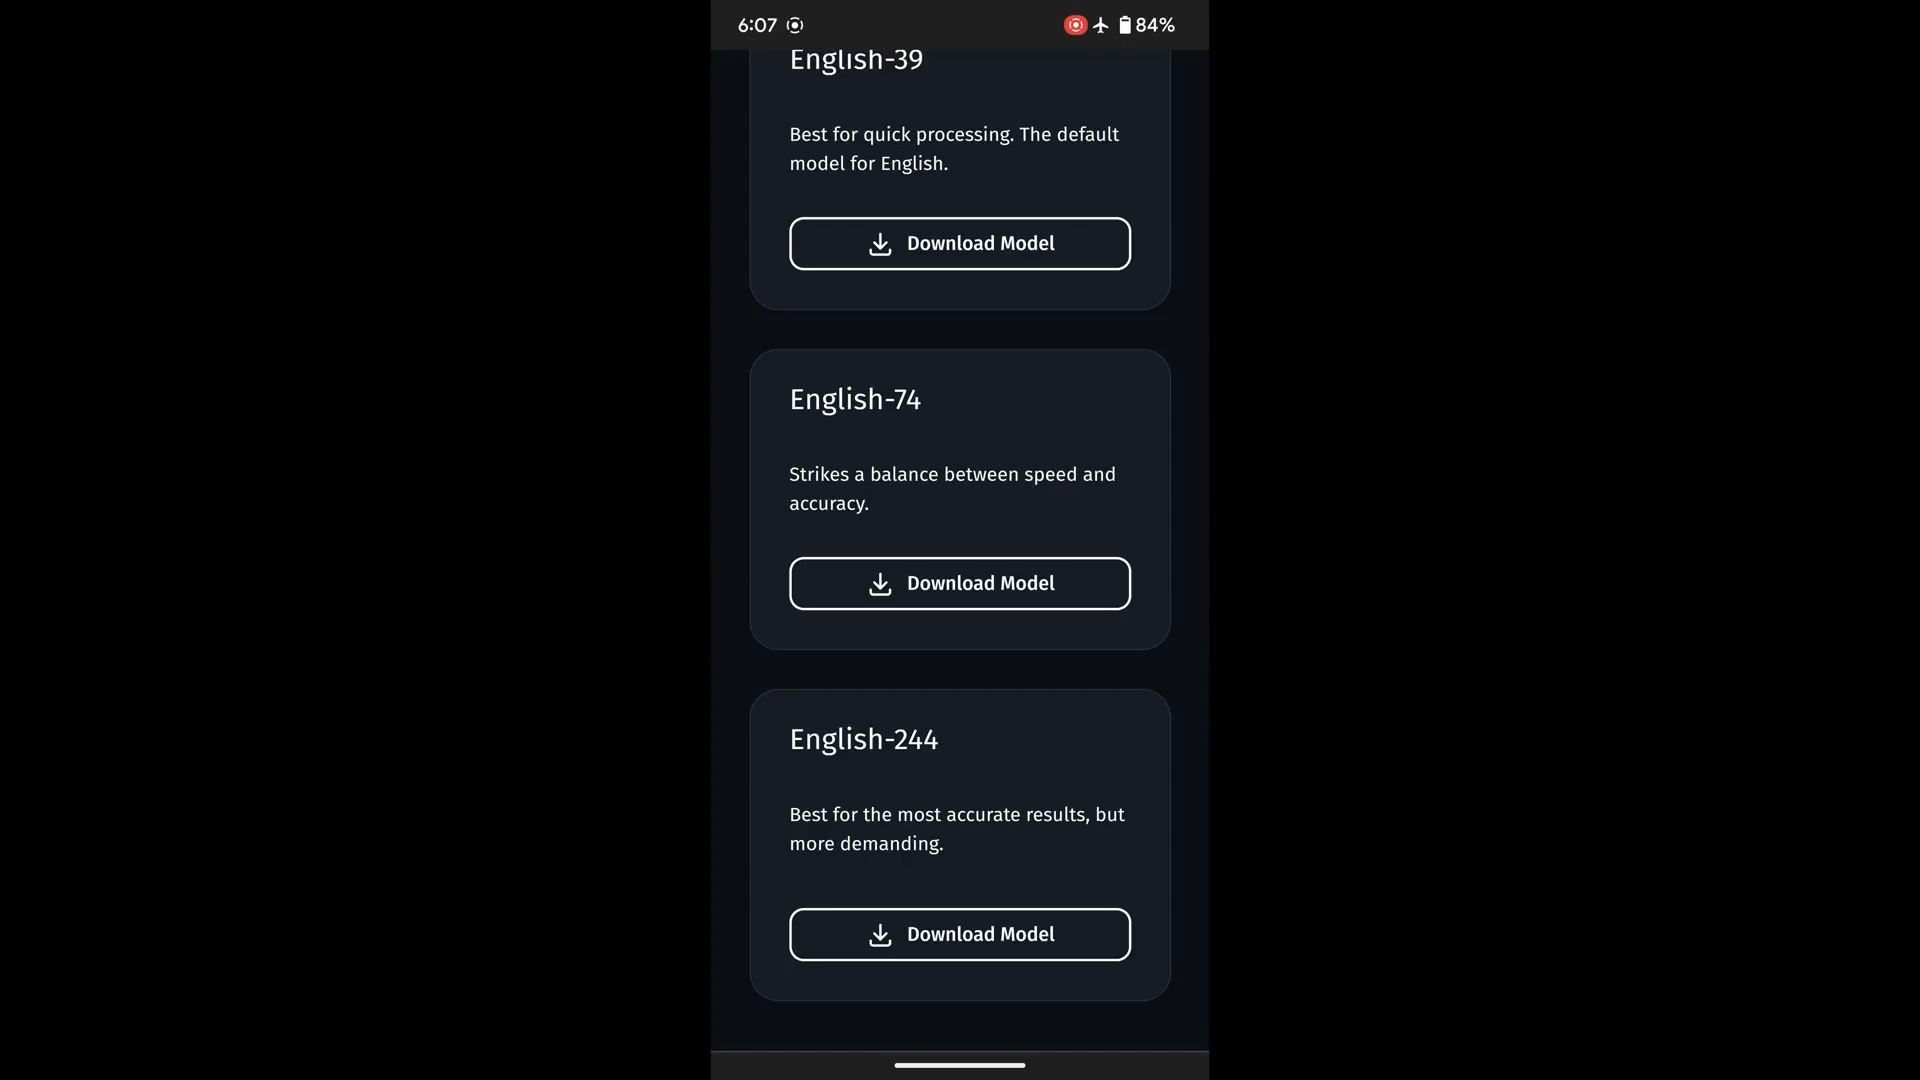 6:07 84%
English-39
Best for quick processing. The default
model for English.
Download Model
English-74
Strikes a balance between speed and
accuracy.
Download Model
English-244
Best for the most accurate results, but
more demanding.
Download Model